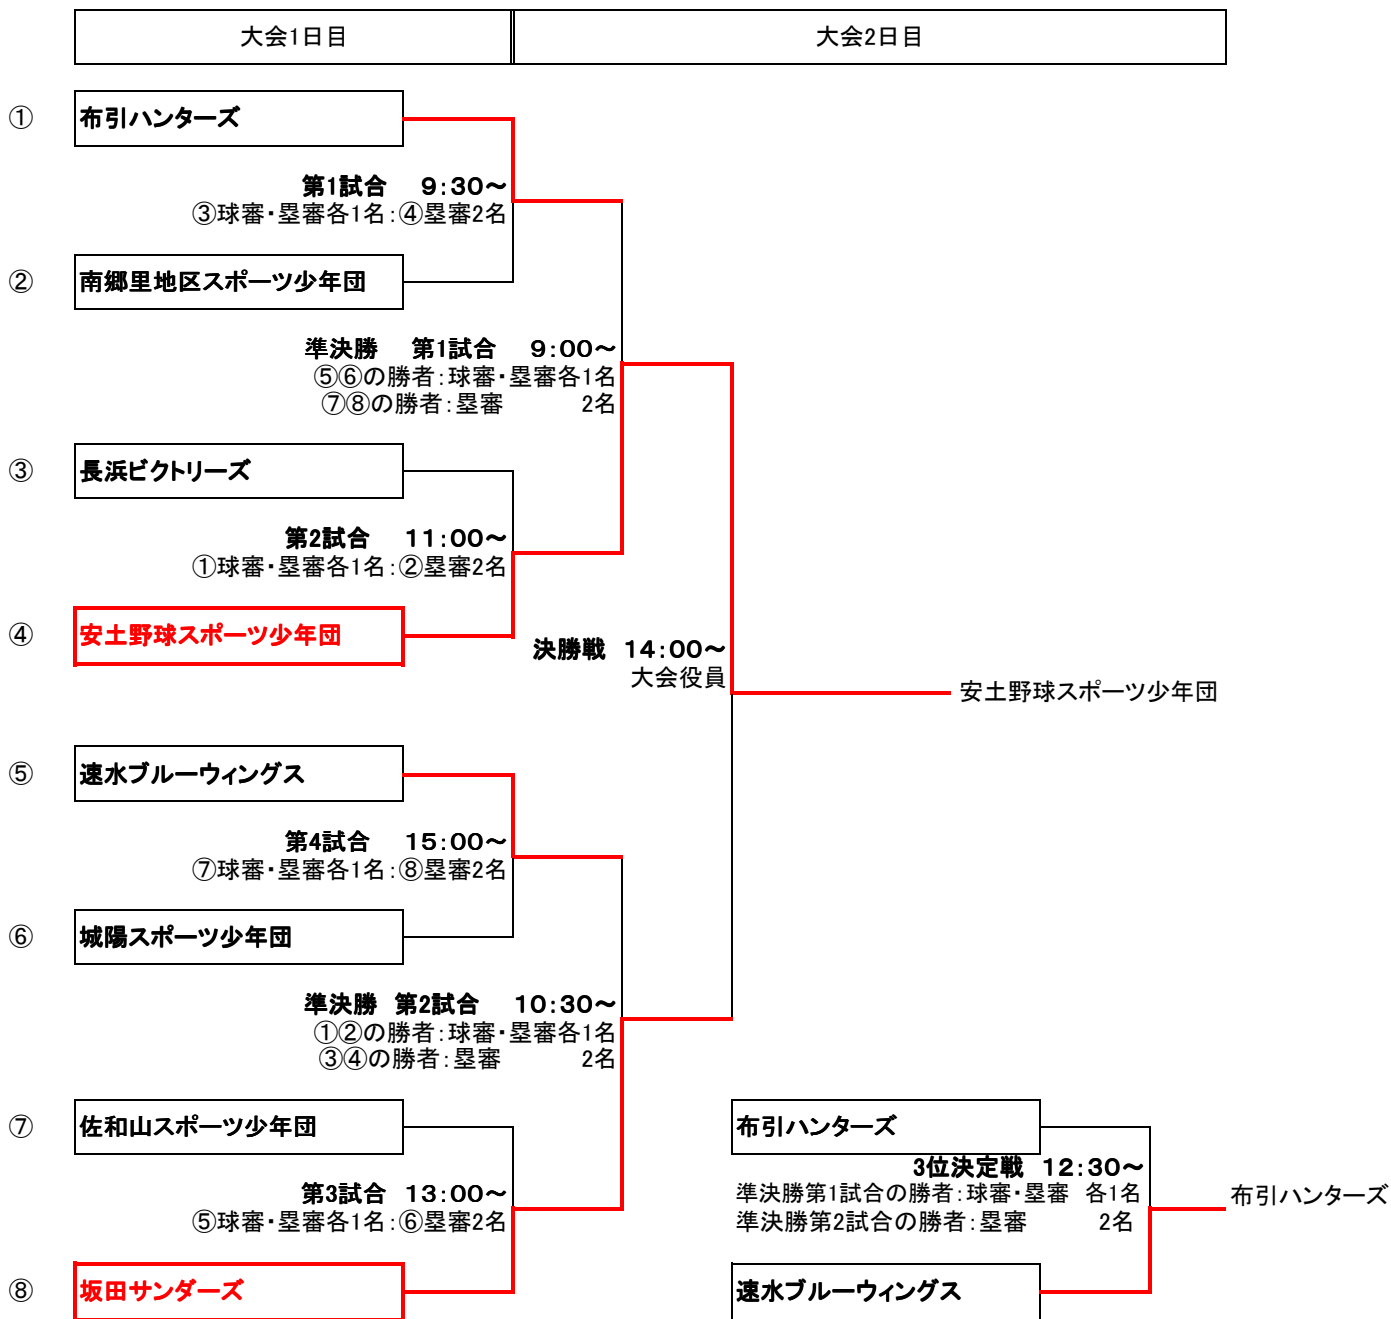 大会1日目
大会2日目
①
布引ハンターズ
第1試合 9:30～
③球審・塁審各1名:④塁審2名
②
南郷里地区スポーツ少年団
準決勝 第1試合 9:00～
⑤⑥の勝者:球審・塁審各1名
⑦⑧の勝者:塁審 2名
③
長浜ビクトリーズ
第2試合 11:00～
①球審・塁審各1名:②塁審2名
④
安土野球スポーツ少年団
決勝戦 14:00～
大会役員
安土野球スポーツ少年団
⑤
速水ブルーウィングス
第4試合 15:00～
⑦球審・塁審各1名:⑧塁審2名
⑥
城陽スポーツ少年団
準決勝 第2試合 10:30～
①②の勝者:球審・塁審各1名
③④の勝者:塁審 2名
⑦
佐和山スポーツ少年団
第3試合 13:00～
⑤球審・塁審各1名:⑥塁審2名
⑧
坂田サンダーズ
布引ハンターズ
3位決定戦 12:30～
準決勝第1試合の勝者:球審・塁審 各1名
準決勝第2試合の勝者:塁審 2名
布引ハンターズ
速水ブルーウィングス